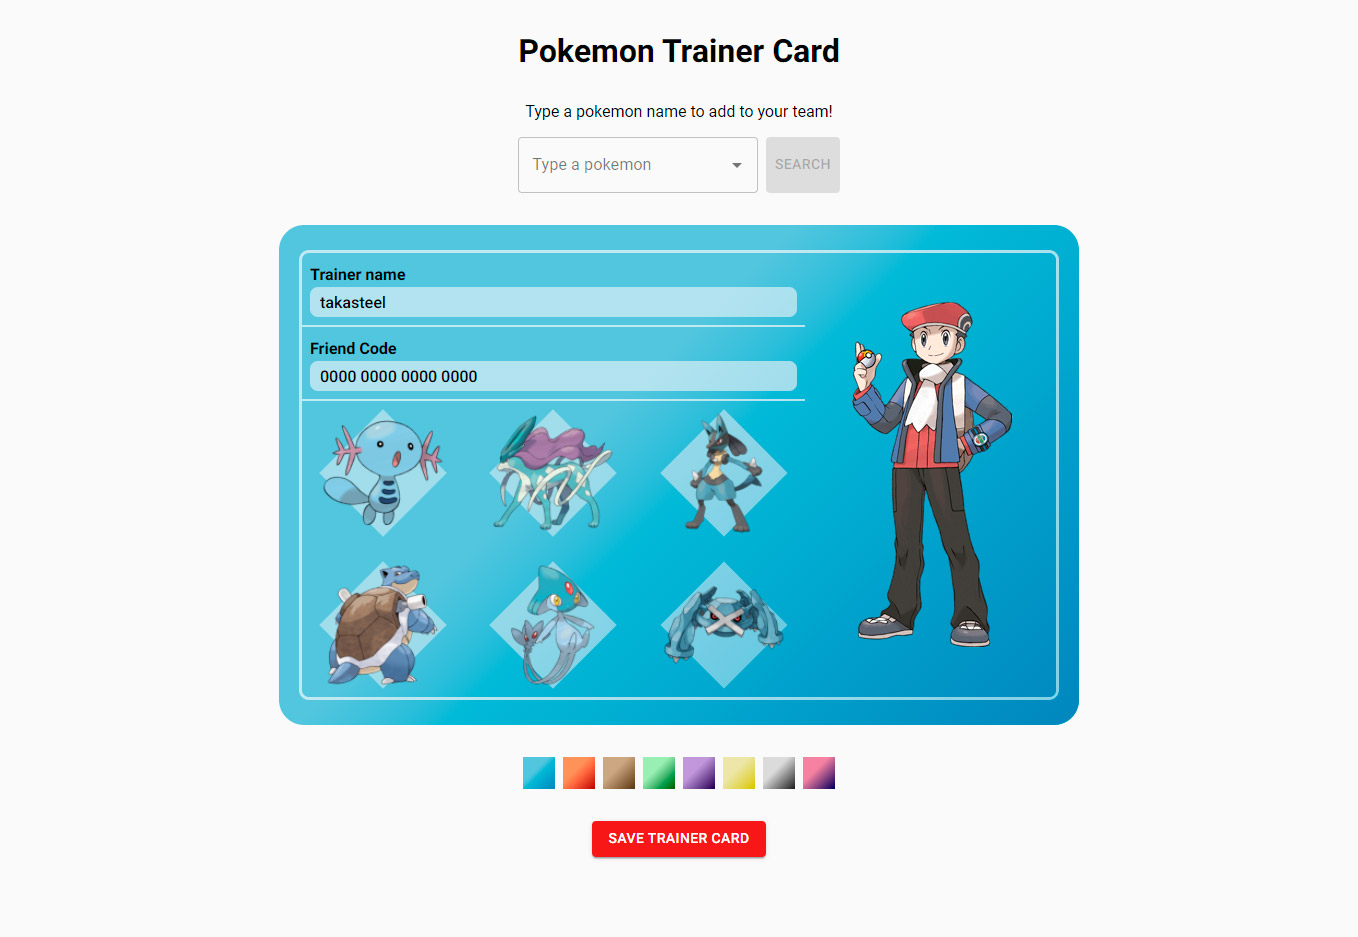 Pokemon Trainer Card
Type a pokemon name to add to your team!
Type a pokemon
SEARCH
Trainer name
takasteel
Friend Code
0000 0000 0000 0000
SAVE TRAINER CARD